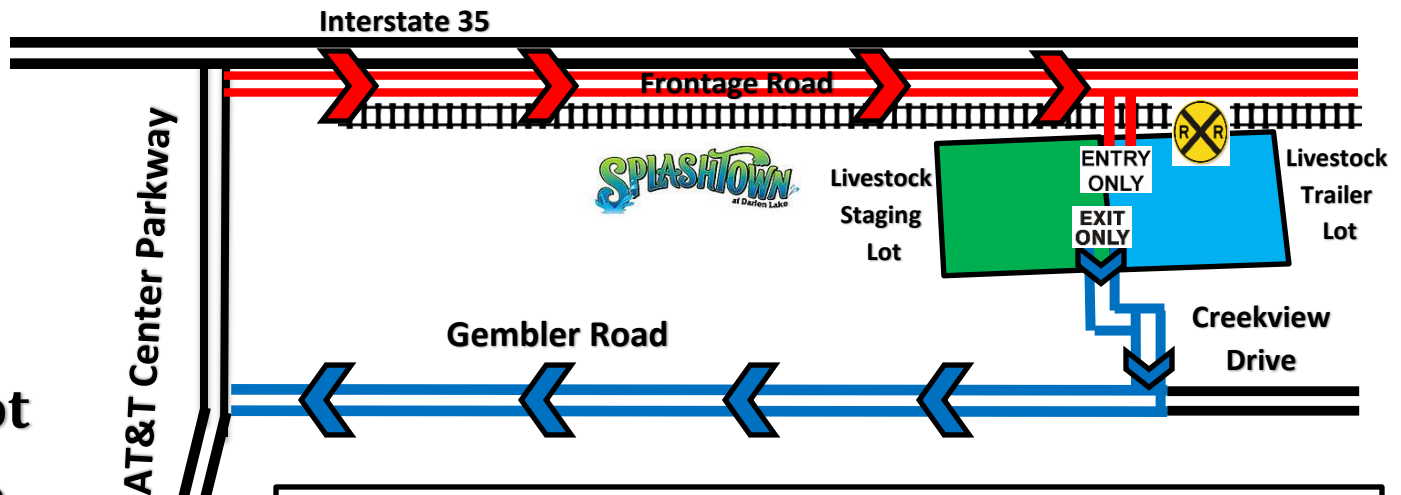 Interstate 35
Frontage Road
R R
SPLASHTOWN
at Darien Lake
ENTRY
ONLY
EXIT
ONLY
Livestock
Staging
Lot
Livestock
Trailer
Lot
AT&T Center Parkway
Gembler Road
Creekview
Drive
ot